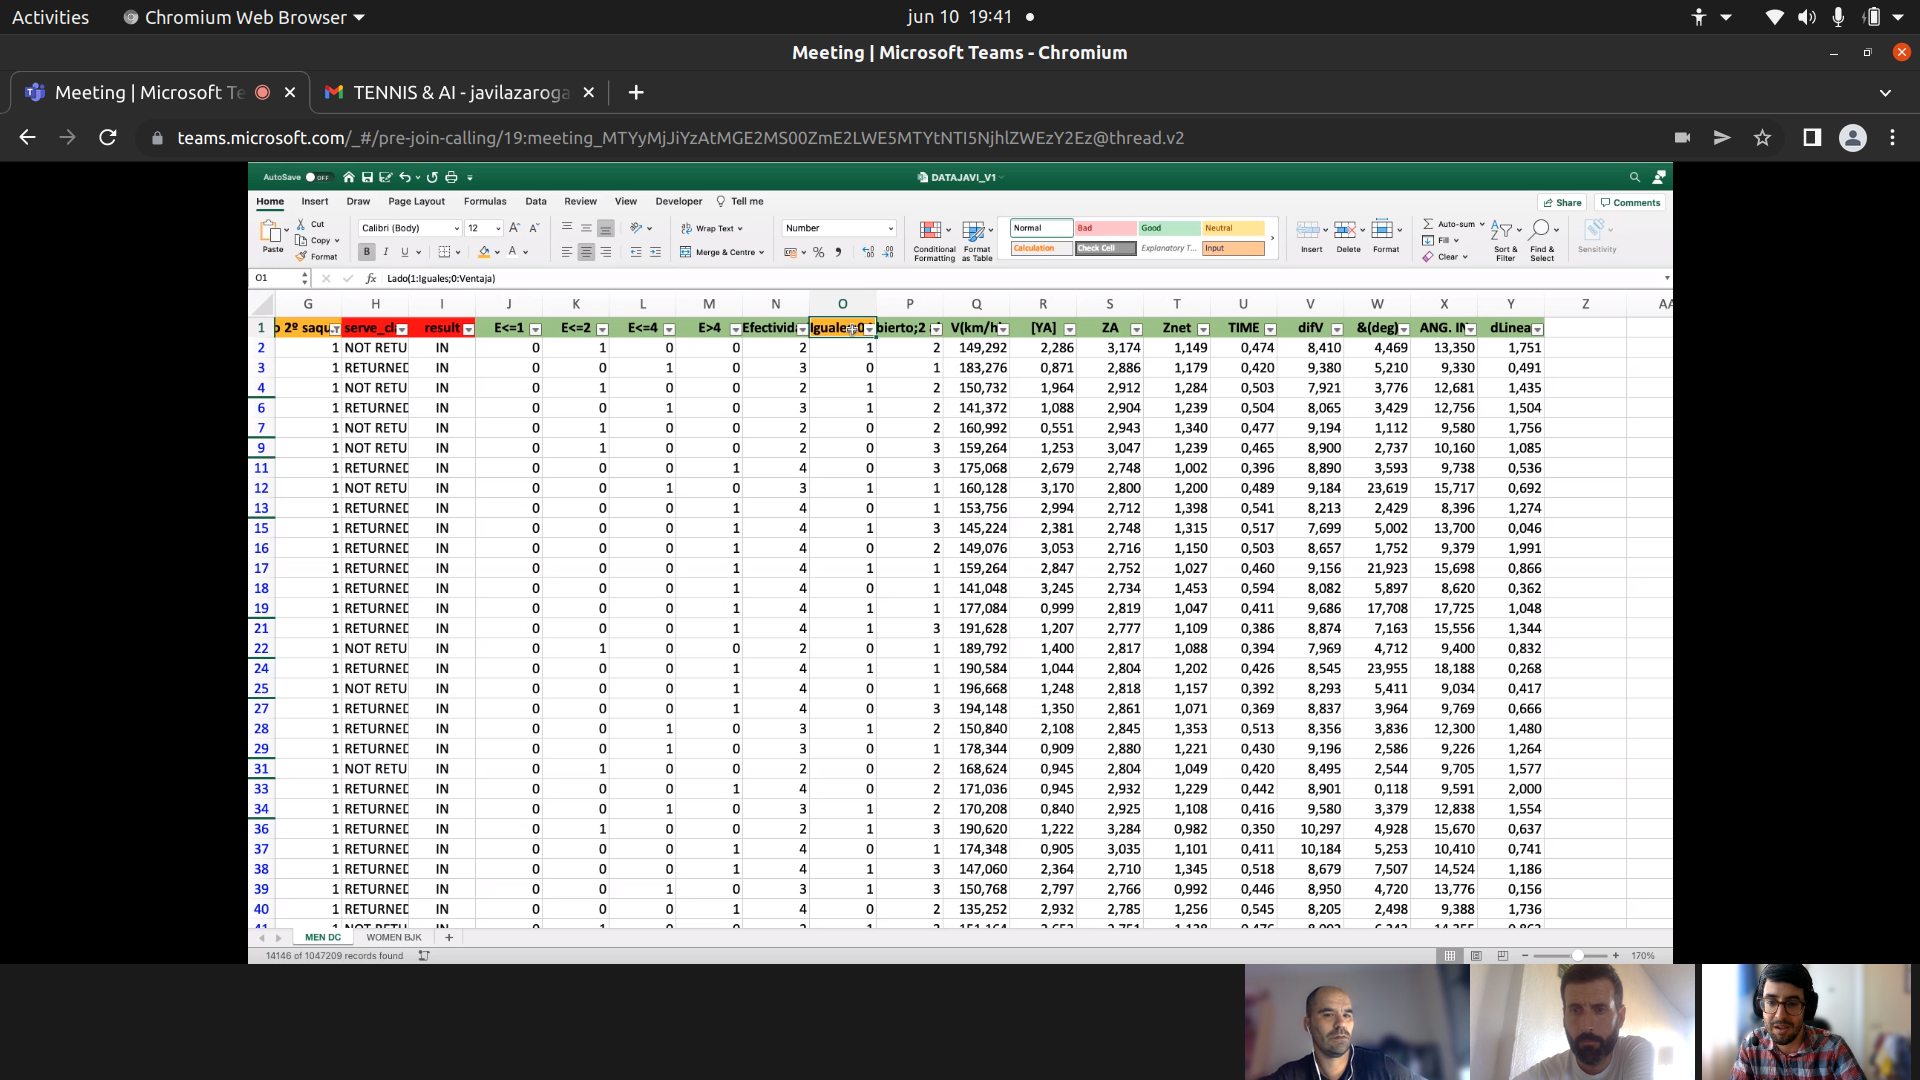 Activities Chromium Web Browser jun 10 19:41
Meeting | Microsoft Teams - Chromium
Meeting | Microsoft Te TENNIS & AI - javilazaroga
teams.microsoft.com/_#/pre-join-calling/19:meeting_MTYyMjJiYzAtMGE2MS00ZmE2LWE5MTYtNTI5NjhlZWEzY2Ez@thread.v2
AutoSave OFF DATAJAVI_V1
Home Insert Draw Page Layout Formulas Data Review View Developer Tell me Share Comments
Paste Cut Copy Format Calibri (Body) 12 Wrap Text Merge & Centre Number Conditional Formatting Format as Table Normal Bad Good Neutral Calculation Check Cell Explanatory T... Input Insert Delete Format Auto-sum Fill Clear Sort & Filter Find & Select Sensitivity
O1 fx Lado(1:Iguales;0:Ventaja)
G H I J K L M N O P Q R S T U V W X Y Z AA
1 o 2º saqu serve_cl result E<=1 E<=2 E<=4 E>4 Efectivida Iguales;0 bierto;2 V(km/h) [YA] ZA Znet TIME difV &(deg) ANG. IN dLinea
2 1 NOT RETU IN 0 1 0 0 2 1 2 149,292 2,286 3,174 1,149 0,474 8,410 4,469 13,350 1,751
3 1 RETURNED IN 0 0 1 0 3 0 1 183,276 0,871 2,886 1,179 0,420 9,380 5,210 9,330 0,491
4 1 NOT RETU IN 0 1 0 0 2 1 2 150,732 1,964 2,912 1,284 0,503 7,921 3,776 12,681 1,435
6 1 RETURNED IN 0 0 1 0 3 1 2 141,372 1,088 2,904 1,239 0,504 8,065 3,429 12,756 1,504
7 1 NOT RETU IN 0 1 0 0 2 0 2 160,992 0,551 2,943 1,340 0,477 9,194 1,112 9,580 1,756
9 1 NOT RETU IN 0 1 0 0 2 0 3 159,264 1,253 3,047 1,239 0,465 8,900 2,737 10,160 1,085
11 1 RETURNED IN 0 0 0 1 4 0 3 175,068 2,679 2,748 1,002 0,396 8,890 3,593 9,738 0,536
12 1 NOT RETU IN 0 0 1 0 3 1 1 160,128 3,170 2,800 1,200 0,489 9,184 23,619 15,717 0,692
13 1 RETURNED IN 0 0 0 1 4 0 1 153,756 2,994 2,712 1,398 0,541 8,213 2,429 8,396 1,274
15 1 RETURNED IN 0 0 0 1 4 1 3 145,224 2,381 2,748 1,315 0,517 7,699 5,002 13,700 0,046
16 1 RETURNED IN 0 0 0 1 4 0 2 149,076 3,053 2,716 1,150 0,503 8,657 1,752 9,379 1,991
17 1 RETURNED IN 0 0 0 1 4 1 1 159,264 2,847 2,752 1,027 0,460 9,156 21,923 15,698 0,866
18 1 RETURNED IN 0 0 0 1 4 0 1 141,048 3,245 2,734 1,453 0,594 8,082 5,897 8,620 0,362
19 1 RETURNED IN 0 0 0 1 4 1 1 177,084 0,999 2,819 1,047 0,411 9,686 17,708 17,725 1,048
21 1 RETURNED IN 0 0 0 1 4 1 3 191,628 1,207 2,777 1,109 0,386 8,874 7,163 15,556 1,344
22 1 NOT RETU IN 0 1 0 0 2 0 1 189,792 1,400 2,817 1,088 0,394 7,969 4,712 9,400 0,832
24 1 RETURNED IN 0 0 0 1 4 1 1 190,584 1,044 2,804 1,202 0,426 8,545 23,955 18,188 0,268
25 1 NOT RETU IN 0 0 0 1 4 0 1 196,668 1,248 2,818 1,157 0,392 8,293 5,411 9,034 0,417
27 1 RETURNED IN 0 0 0 1 4 0 3 194,148 1,350 2,861 1,071 0,369 8,837 3,964 9,769 0,666
28 1 RETURNED IN 0 0 1 0 3 1 2 150,840 2,108 2,845 1,353 0,513 8,356 3,836 12,300 1,480
29 1 RETURNED IN 0 0 1 0 3 0 1 178,344 0,909 2,880 1,221 0,430 9,196 2,586 9,226 1,264
31 1 NOT RETU IN 0 1 0 0 2 0 2 168,624 0,945 2,804 1,049 0,420 8,495 2,544 9,705 1,577
33 1 RETURNED IN 0 0 0 1 4 0 2 171,036 0,945 2,932 1,229 0,442 8,901 0,118 9,591 2,000
34 1 RETURNED IN 0 0 1 0 3 1 2 170,208 0,840 2,925 1,108 0,416 9,580 3,379 12,838 1,554
36 1 RETURNED IN 0 1 0 0 2 1 3 190,620 1,222 3,284 0,982 0,350 10,297 4,928 15,670 0,637
37 1 RETURNED IN 0 0 0 1 4 0 1 174,348 0,905 3,035 1,101 0,411 10,184 5,253 10,410 0,741
38 1 RETURNED IN 0 0 0 1 4 1 3 147,060 2,364 2,710 1,345 0,518 8,679 7,507 14,524 1,186
39 1 RETURNED IN 0 0 1 0 3 1 3 150,768 2,797 2,766 0,992 0,446 8,950 4,720 13,776 0,156
40 1 RETURNED IN 0 0 0 1 4 0 2 135,252 2,932 2,785 1,256 0,545 8,205 2,498 9,388 1,736
MEN DC WOMEN BJK
14146 of 1047209 records found 170%